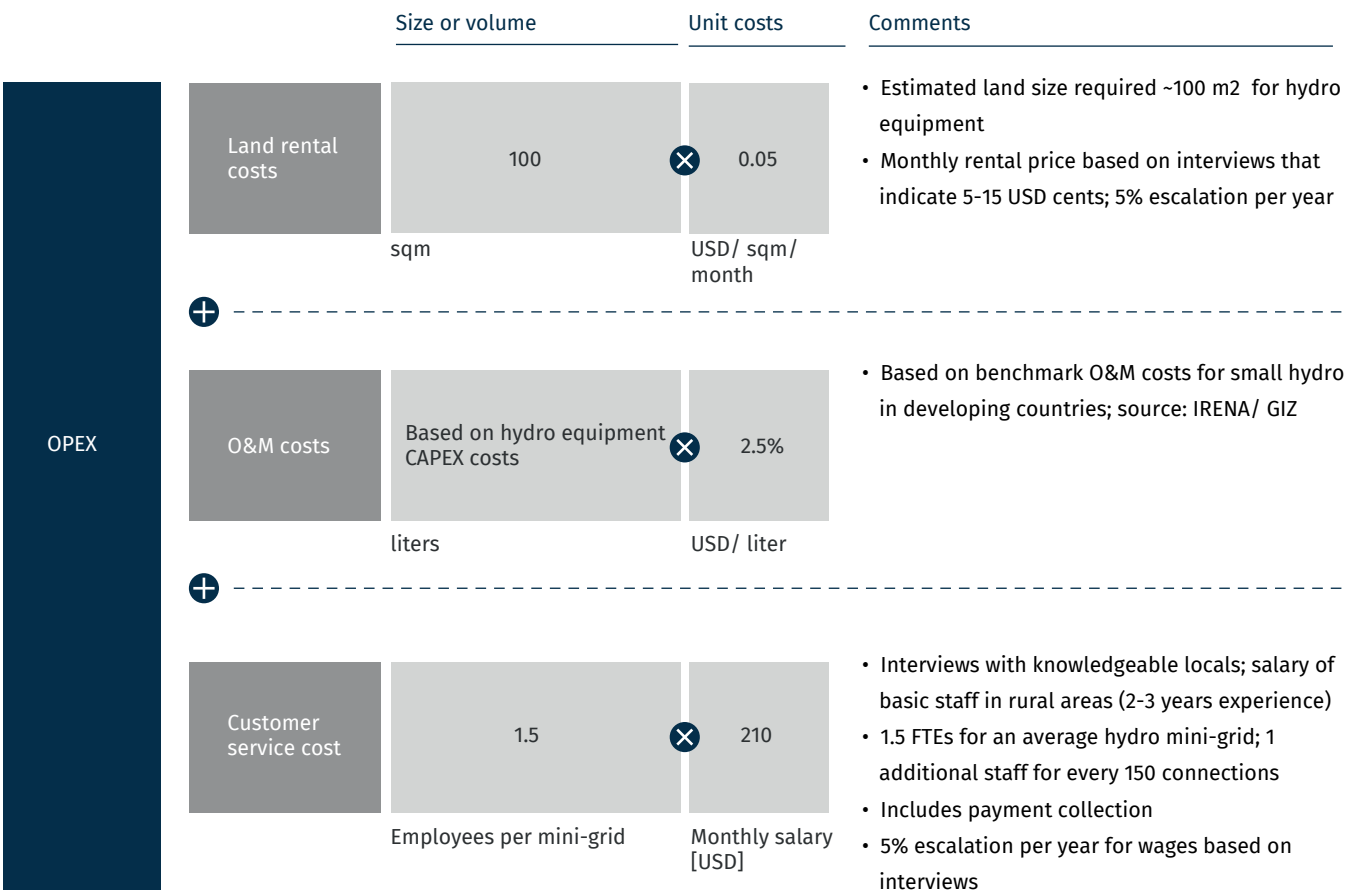 Size or volume
Unit costs
Comments
OPEX
Land rental
costs
100
0.05
sqm
USD/ sqm/
month
• Estimated land size required ~100 m2 for hydro
equipment
• Monthly rental price based on interviews that
indicate 5-15 USD cents; 5% escalation per year
O&M costs
Based on hydro equipment
CAPEX costs
2.5%
liters
USD/ liter
• Based on benchmark O&M costs for small hydro
in developing countries; source: IRENA/ GIZ
Customer
service cost
1.5
210
Employees per mini-grid
Monthly salary
[USD]
• Interviews with knowledgeable locals; salary of
basic staff in rural areas (2-3 years experience)
• 1.5 FTEs for an average hydro mini-grid; 1
additional staff for every 150 connections
• Includes payment collection
• 5% escalation per year for wages based on
interviews